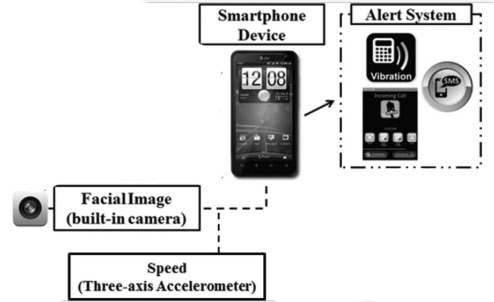 Smartphone
Device
Alert System
12 08
Vibration
SMS
Incoming Call
Facial Image
(built-in camera)
Speed
(Three-axis Accelerometer)